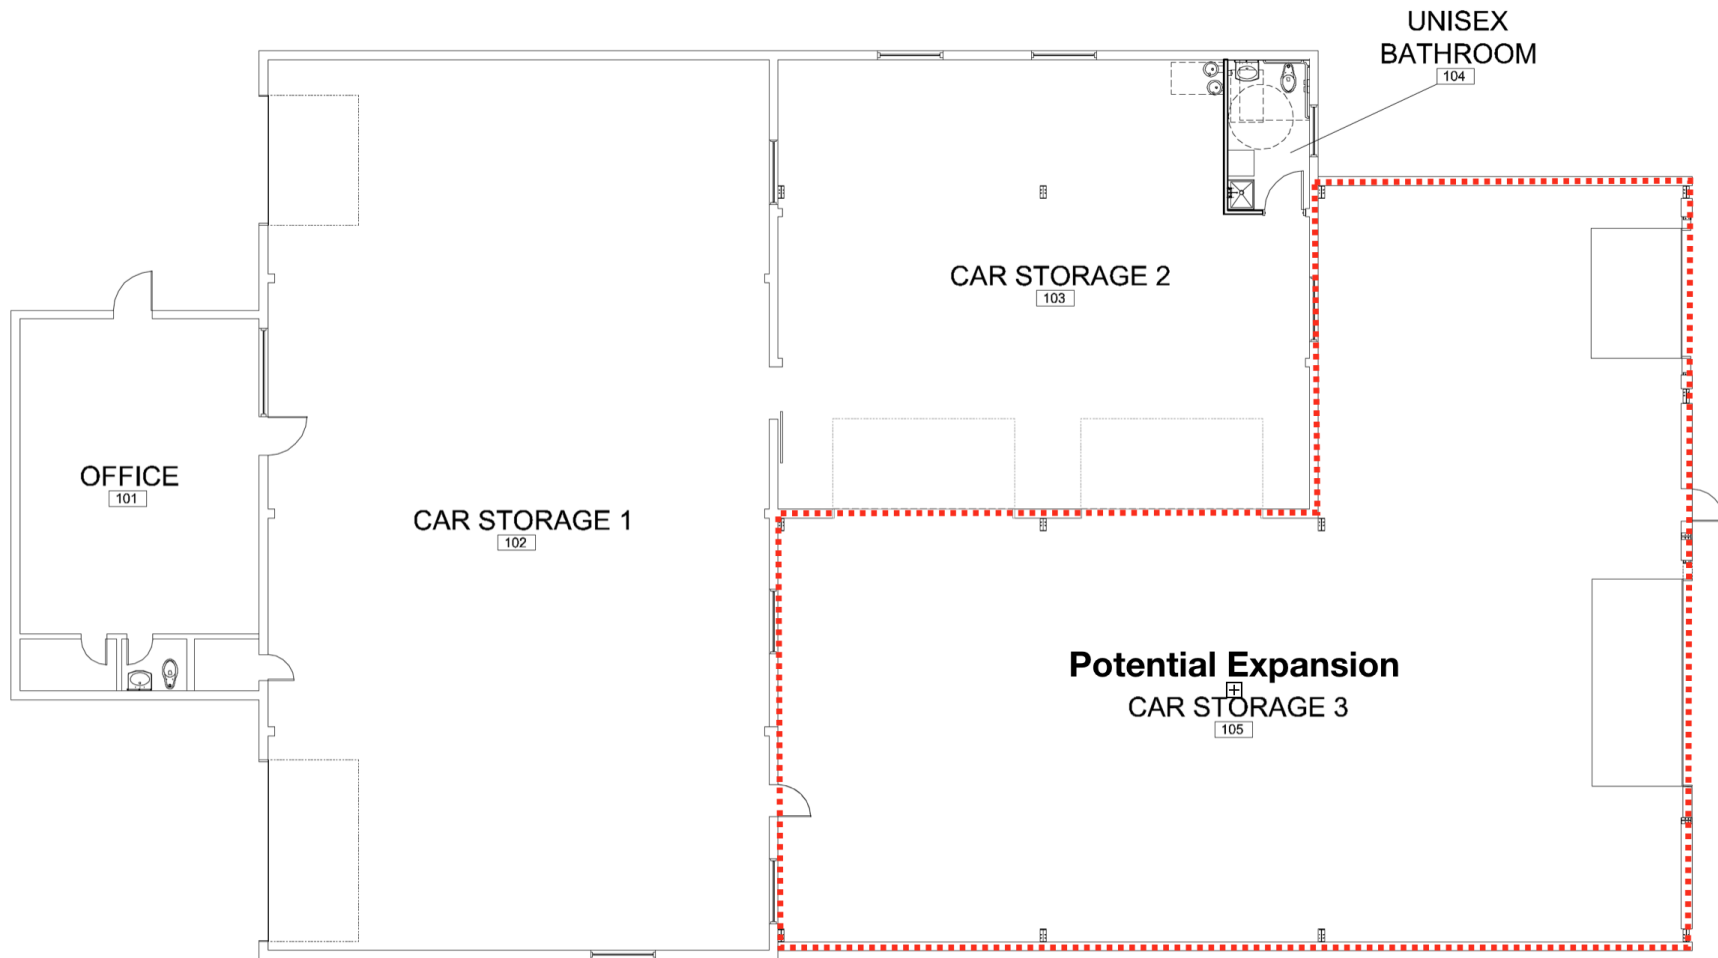 UNISEX
BATHROOM
104
CAR STORAGE 2
103
OFFICE
101
CAR STORAGE 1
102
Potential Expansion
CAR STORAGE 3
105